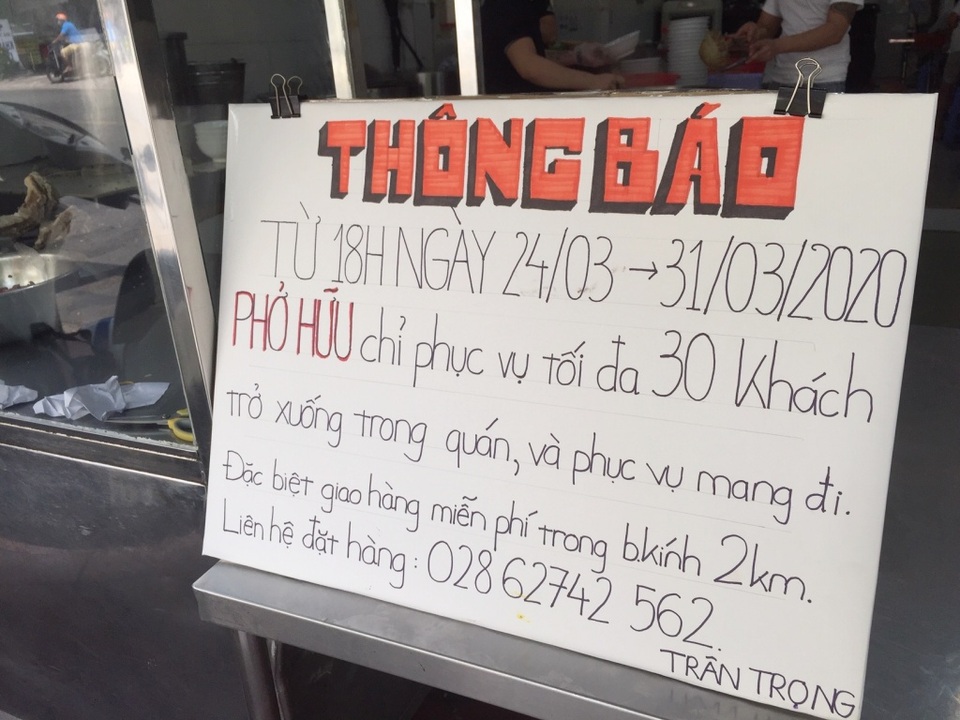 THÔNG BÁO
TỪ 18H NGÀY 24/03 → 31/03/2020
PHỞ HỮU chỉ phục vụ tối đa 30 Khách
trở xuống trong quán, và phục vụ mang đi.
Đặc biệt giao hàng miễn phí trong b.kính 2km.
Liên hệ đặt hàng : 028 62742 562.
TRÂN TRỌNG